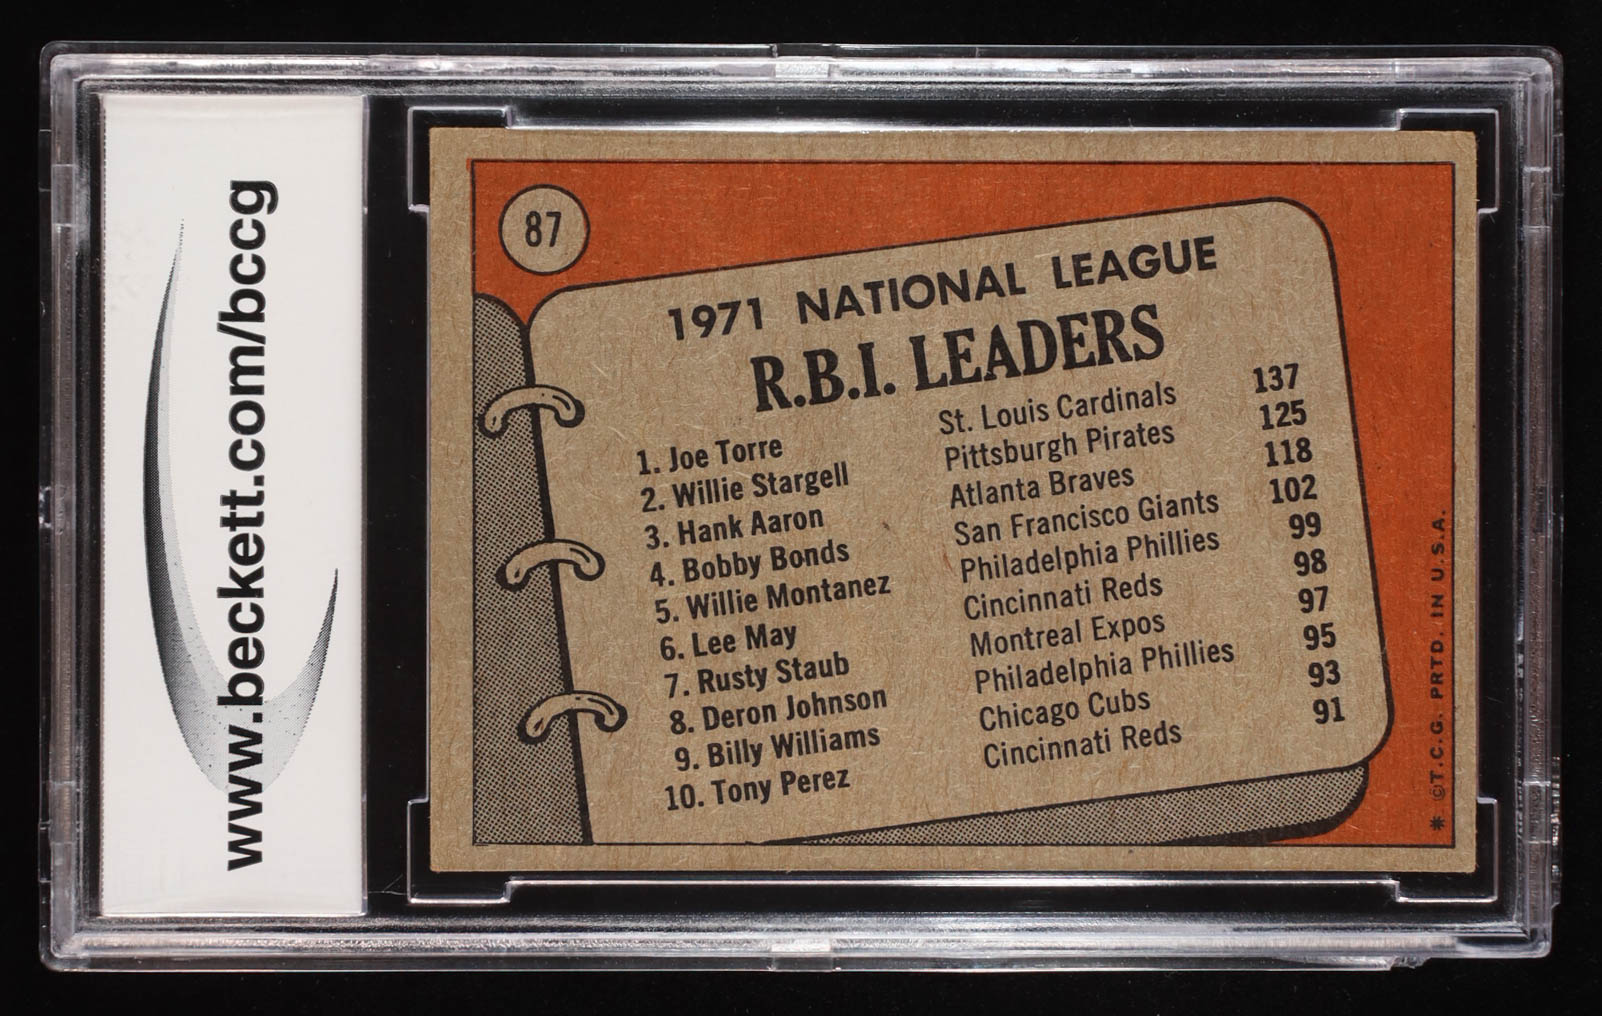 www.beckett.com/bccg
87
1971 NATIONAL LEAGUE
R.B.I. LEADERS
1. Joe Torre St. Louis Cardinals 137
2. Willie Stargell Pittsburgh Pirates 125
3. Hank Aaron Atlanta Braves 118
4. Bobby Bonds San Francisco Giants 102
5. Willie Montanez Philadelphia Phillies 99
6. Lee May Cincinnati Reds 98
7. Rusty Staub Montreal Expos 97
8. Deron Johnson Philadelphia Phillies 95
9. Billy Williams Chicago Cubs 93
10. Tony Perez Cincinnati Reds 91
* ©T.C.G. PRTD. IN U.S.A.